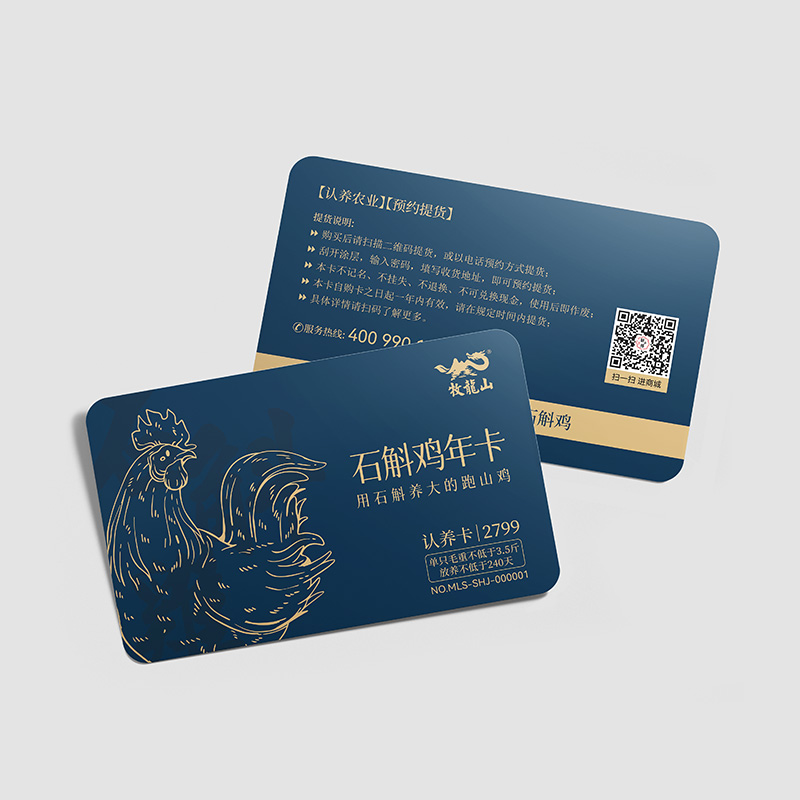 【认养农业】【预约提货】
提货说明:
购买后请扫描二维码提货，或以电话预约方式提货；
刮开涂层，输入密码，填写收货地址，即可预约提货；
本卡不记名、不挂失、不退换、不可兑换现金，使用后即作废；
本卡自购卡之日起一年内有效，请在规定时间内提货；
具体详情请扫码了解更多。
服务热线: 400 990
扫一扫 进商城
石斛鸡
牧龍山
石斛鸡年卡
用石斛养大的跑山鸡
认养卡|2799
单只毛重不低于3.5斤
放养不低于240天
NO.MLS-SHJ-000001